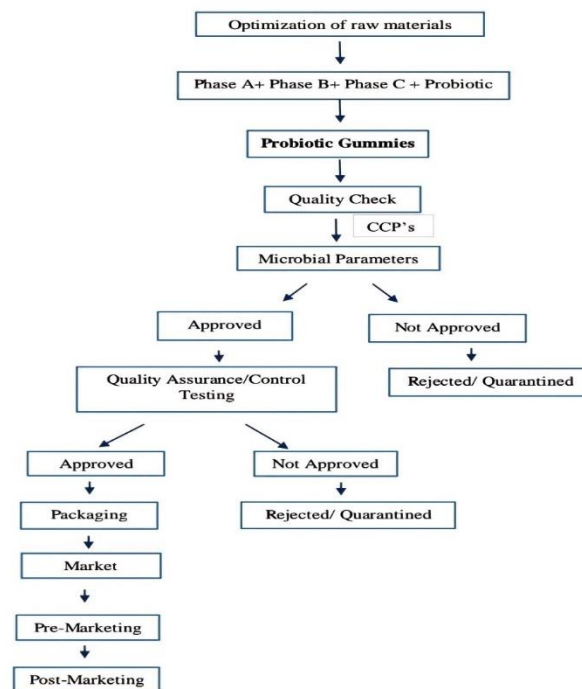 Optimization of raw materials
Phase A+ Phase B+ Phase C + Probiotic
Probiotic Gummies
Quality Check
CCP's
Microbial Parameters
Approved
Not Approved
Quality Assurance/Control
Testing
Rejected/ Quarantined
Approved
Not Approved
Packaging
Rejected/ Quarantined
Market
Pre-Marketing
Post-Marketing